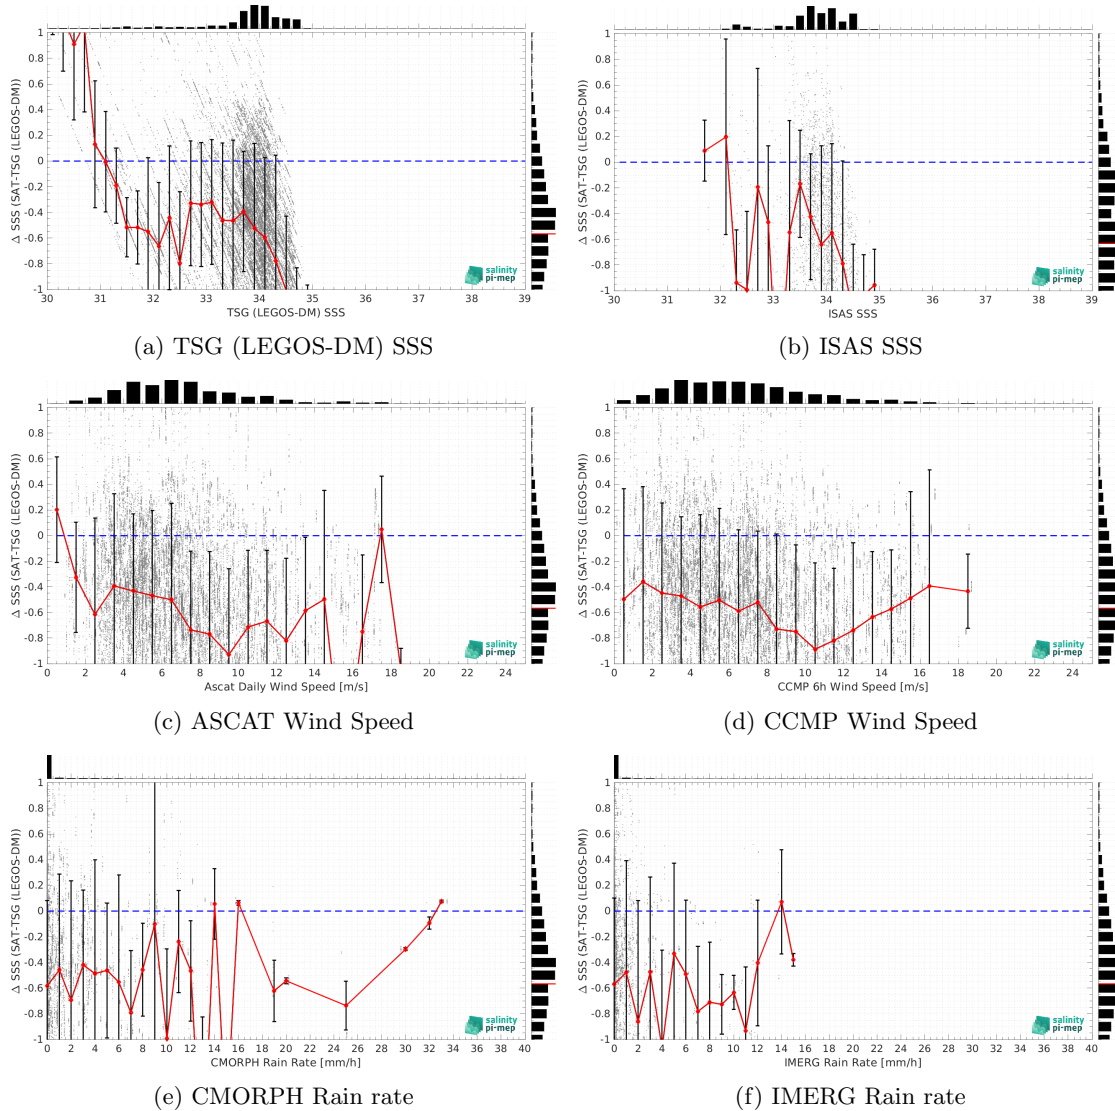 Δ SSS (SAT-TSG (LEGOS-DM))
1
0.8
0.6
0.4
0.2
0
-0.2
-0.4
-0.6
-0.8
-1
salinity
pi-mep
30 31 32 33 34 35 36 37 38 39
TSG (LEGOS-DM) SSS
(a) TSG (LEGOS-DM) SSS
Δ SSS (SAT-TSG (LEGOS-DM))
1
0.8
0.6
0.4
0.2
0
-0.2
-0.4
-0.6
-0.8
-1
salinity
pi-mep
30 31 32 33 34 35 36 37 38 39
ISAS SSS
(b) ISAS SSS
Δ SSS (SAT-TSG (LEGOS-DM))
1
0.8
0.6
0.4
0.2
0
-0.2
-0.4
-0.6
-0.8
-1
salinity
pi-mep
0 2 4 6 8 10 12 14 16 18 20 22 24
Ascat Daily Wind Speed [m/s]
(c) ASCAT Wind Speed
Δ SSS (SAT-TSG (LEGOS-DM))
1
0.8
0.6
0.4
0.2
0
-0.2
-0.4
-0.6
-0.8
-1
salinity
pi-mep
0 2 4 6 8 10 12 14 16 18 20 22 24
CCMP 6h Wind Speed [m/s]
(d) CCMP Wind Speed
Δ SSS (SAT-TSG (LEGOS-DM))
1
0.8
0.6
0.4
0.2
0
-0.2
-0.4
-0.6
-0.8
-1
salinity
pi-mep
0 2 4 6 8 10 12 14 16 18 20 22 24 26 28 30 32 34 36 38 40
CMORPH Rain Rate [mm/h]
(e) CMORPH Rain rate
Δ SSS (SAT-TSG (LEGOS-DM))
1
0.8
0.6
0.4
0.2
0
-0.2
-0.4
-0.6
-0.8
-1
salinity
pi-mep
0 2 4 6 8 10 12 14 16 18 20 22 24 26 28 30 32 34 36 38 40
IMERG Rain Rate [mm/h]
(f) IMERG Rain rate